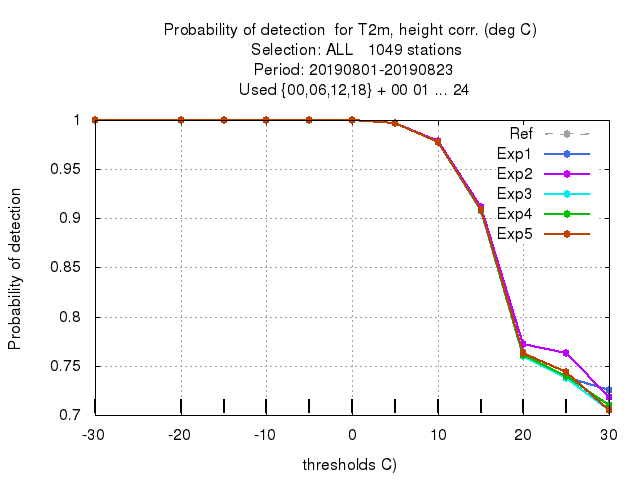 Probability of detection  for T2m, height corr. (deg C)
Selection: ALL   1049 stations
Period: 20190801-20190823
Used {00,06,12,18} + 00 01 ... 24
Probability of detection
1
0.95
0.9
0.85
0.8
0.75
0.7
Ref
Exp1
Exp2
Exp3
Exp4
Exp5
-30 -20 -10 0 10 20 30
thresholds C)